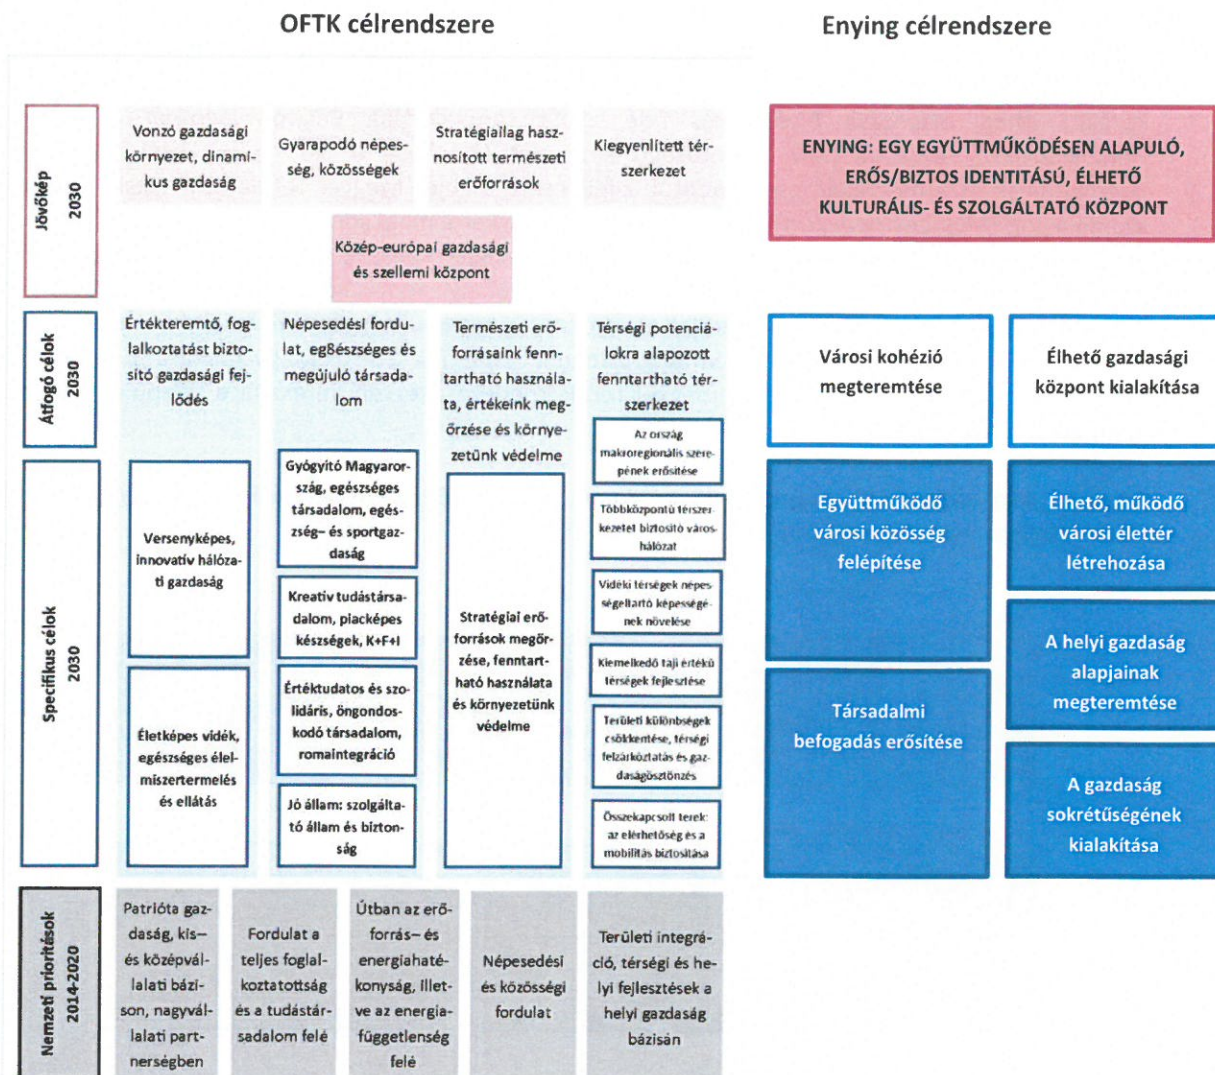 OFTK célrendszere
Enying célrendszere
Jövőkép
2030
Vonzó gazdasági
környezet, dinami-
kus gazdaság
Gyarapodó népes-
ség, közösségek
Stratégiailag hasz-
nosított természeti
erőforrások
Kiegyenlített tér-
szerkezet
Közép-európai gazdasági
és szellemi központ
ENYING: EGY EGYÜTTMŰKÖDÉSEN ALAPULÓ,
ERŐS/BIZTOS IDENTITÁSÚ, ÉLHETŐ
KULTURÁLIS- ÉS SZOLGÁLTATÓ KÖZPONT
Átfogó célok
2030
Értékteremtő, fog-
lalkoztatást bizto-
sító gazdasági fej-
lődés
Népesedési fordu-
lat, eg8észséges és
megújuló társada-
lom
Természeti erő-
forrásaink fenn-
tartható használa-
ta, értékeink meg-
őrzése és környe-
zetünk védelme
Térségi potenciá-
lokra alapozott
fenntartható tér-
szerkezet
Városi kohézió
megteremtése
Élhető gazdasági
központ kialakítása
Specifikus célok
2030
Versenyképes,
innovatív hálóza-
ti gazdaság
Életképes vidék,
egészséges élel-
miszertermelés
és ellátás
Gyógyító Magyaror-
szág, egészséges
társadalom, egés-
zség– és sportgaz-
daság
Kreatív tudástársa-
dalom, piacképes
készségek, K+F+I
Értéktudatos és szo-
lidáris, öngondos-
kodó társadalom,
romaintegráció
Jó állam: szolgálta-
tó állam és bizton-
ság
Stratégiai erő-
források megőr-
zése, fenntart-
ható használata
és környezetünk
védelme
Az ország
makroregionális szere-
pének erősítése
Többközpontú térszer-
kezetet biztosító város-
hálózat
Vidéki térségek népes-
ségeltartó képességé-
nek növelése
Kiemelkedő táji értékű
térségek fejlesztése
Területi különbségek
csökkentése, térségi
felzárkóztatás és gaz-
daságösztönzés
Összekapcsolt terek:
az elérhetőség és a
mobilitás biztosítása
Együttműködő
városi közösség
felépítése
Társadalmi
befogadás erősítése
Élhető, működő
városi élettér
létrehozása
A helyi gazdaság
alapjainak
megteremtése
A gazdaság
sokrétűségének
kialakítása
Nemzeti prioritások
2014-2020
Patrióta gaz-
daság, kis–
és középvál-
lalati bázi-
son, nagyvál-
lalati part-
nerségben
Fordulat a
teljes foglal-
koztatottság
és a tudástár-
sadalom felé
Útban az erő-
forrás– és
energiahaté-
konyság, illet-
ve az energia-
függetlenség
felé
Népesedési
és közösségi
fordulat
Területi integrá-
ció, térségi és he-
lyi fejlesztések a
helyi gazdaság
bázisán